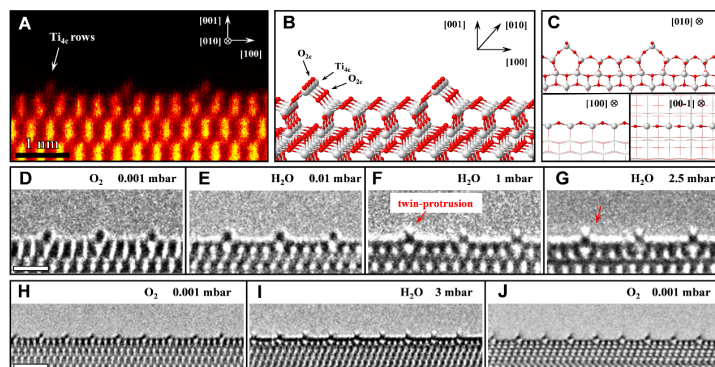 A
[001]
[010] ⊗
[100]
Ti4c rows
1 nm
B
[001]
[010]
[100]
O2c
Ti4c
O2c
C
[010] ⊗
[100] ⊗
[00-1] ⊗
D
O2 0.001 mbar
E
H2O 0.01 mbar
F
H2O 1 mbar
twin-protrusion
G
H2O 2.5 mbar
H
O2 0.001 mbar
I
H2O 3 mbar
J
O2 0.001 mbar